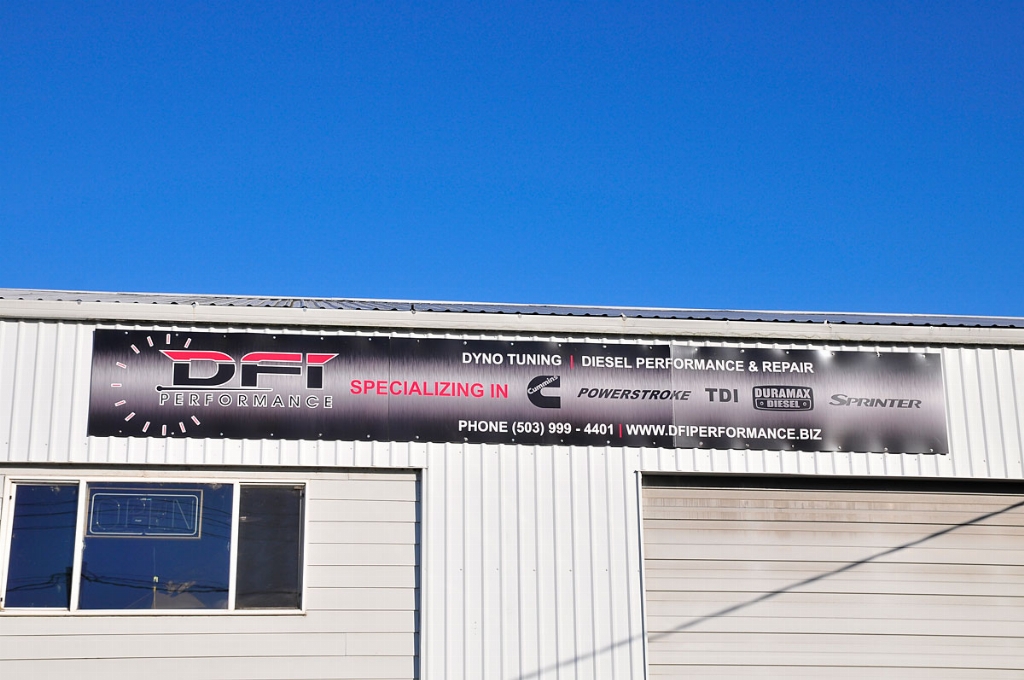 DFI
PERFORMANCE
DYNO TUNING | DIESEL PERFORMANCE & REPAIR
SPECIALIZING IN Cummins POWERSTROKE TDI DURAMAX DIESEL SPRINTER
PHONE (503) 999 - 4401 | WWW.DFIPERFORMANCE.BIZ
OPEN